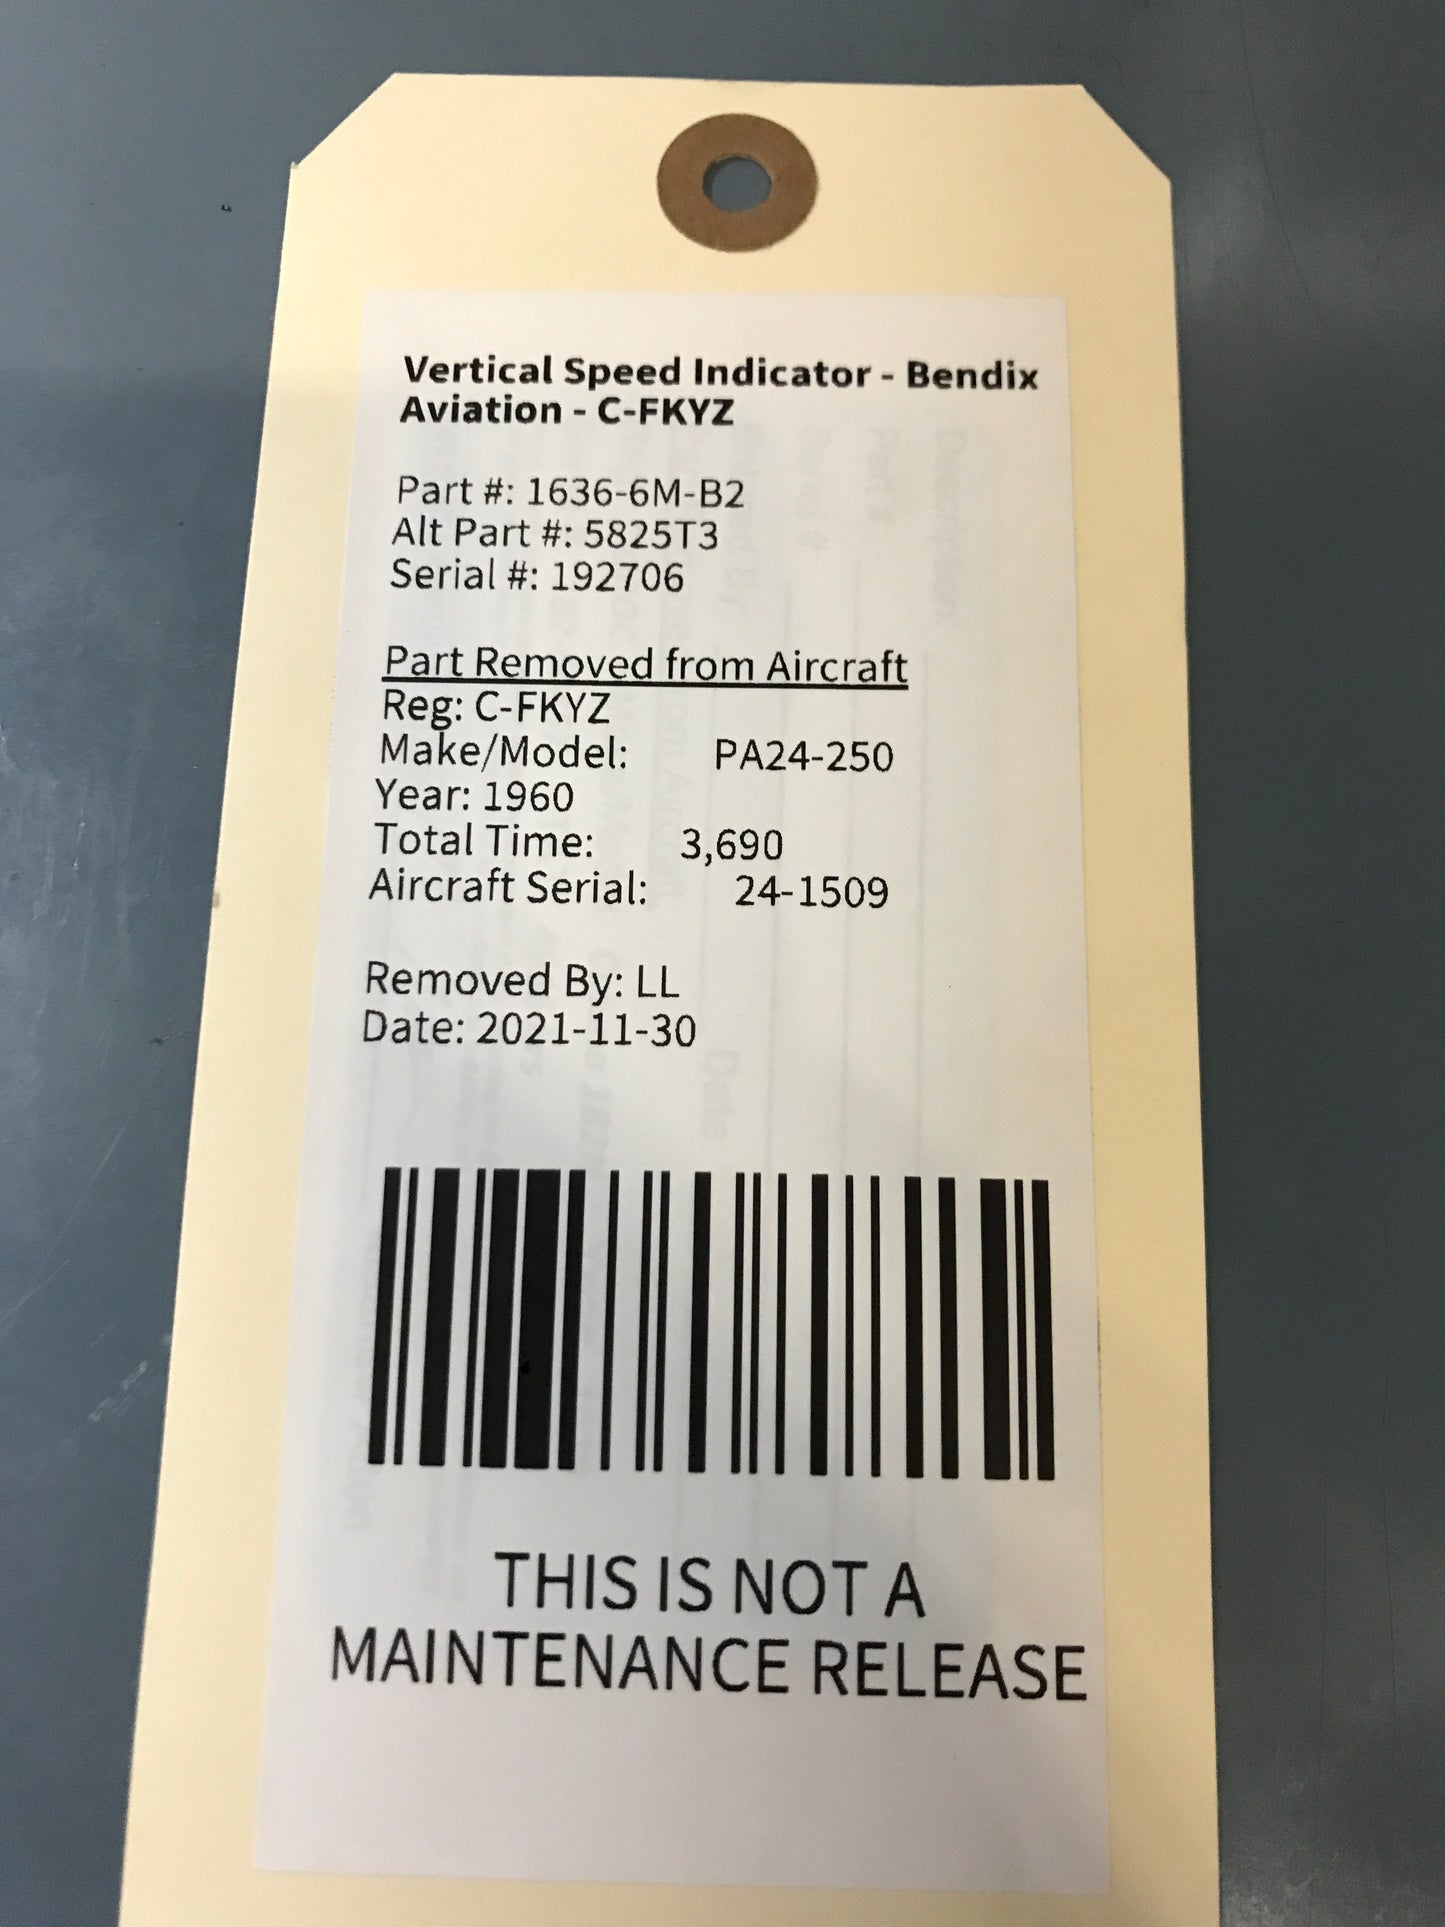 Vertical Speed Indicator - Bendix
Aviation - C-FKYZ
Part #: 1636-6M-B2
Alt Part #: 5825T3
Serial #: 192706
Part Removed from Aircraft
Reg: C-FKYZ
Make/Model: PA24-250
Year: 1960
Total Time: 3,690
Aircraft Serial: 24-1509
Removed By: LL
Date: 2021-11-30
THIS IS NOT A
MAINTENANCE RELEASE